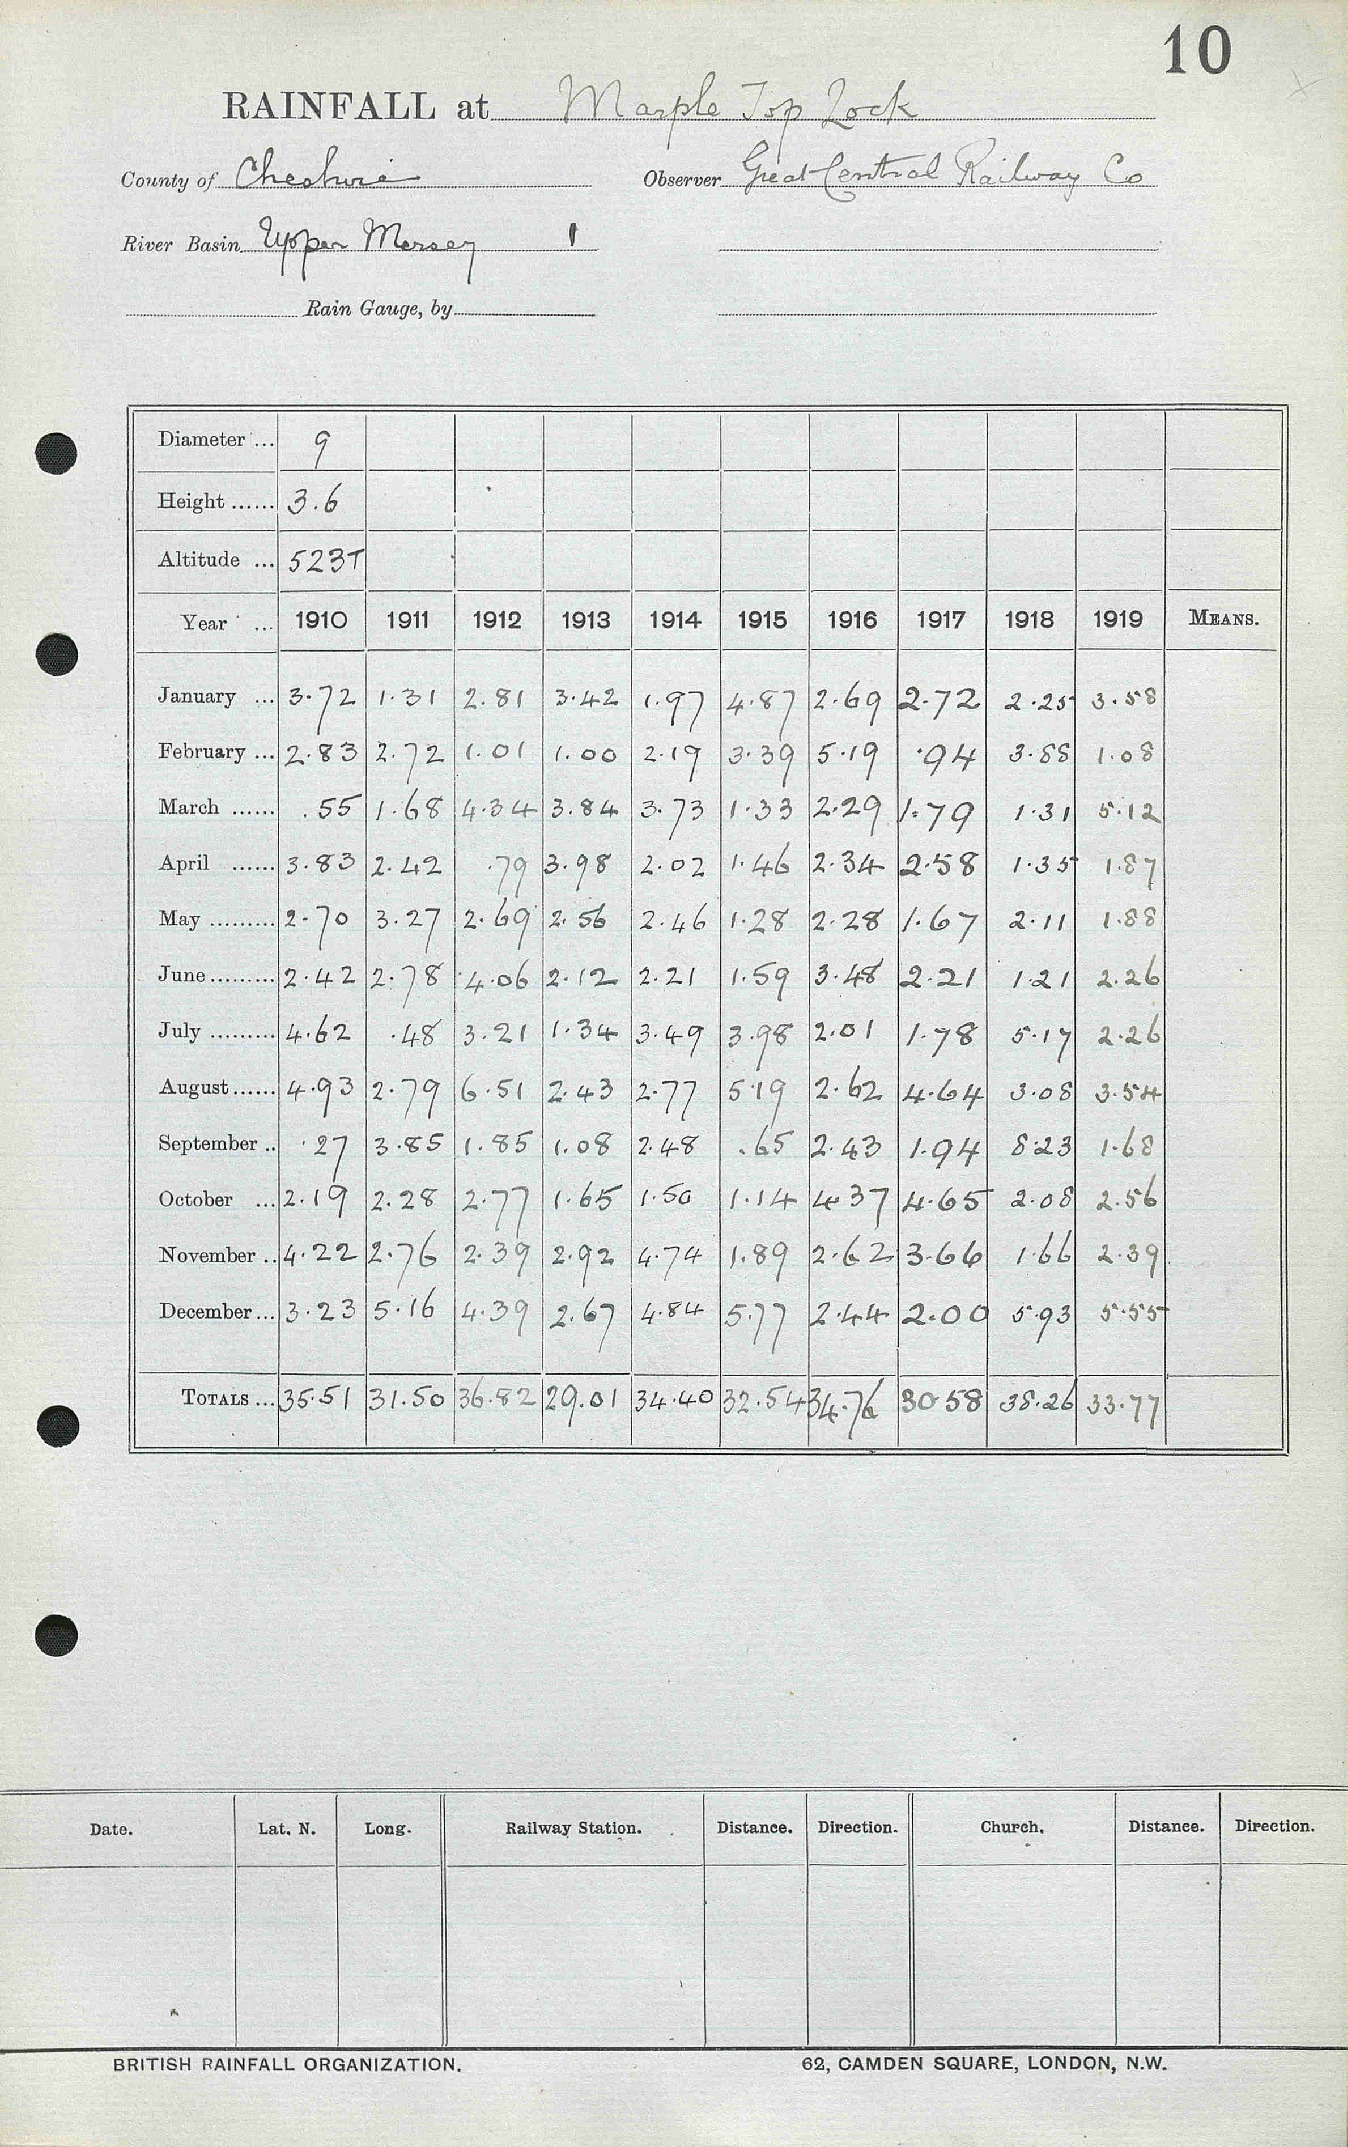 10
RAINFALL at Marple Top Lock
County of Cheshire Observer Great Central Railway Co
River Basin Upper Mersey 1
Rain Gauge, by
Diameter ... 9
Height ...... 3.6
Altitude ... 523T
Year ... 1910 1911 1912 1913 1914 1915 1916 1917 1918 1919 MEANS.
January ... 3.72 1.31 2.81 3.42 1.97 4.87 2.69 2.72 2.25 3.58
February ... 2.83 2.72 1.01 1.00 2.19 3.39 5.19 .94 3.88 1.08
March ...... .55 1.68 4.34 3.84 3.73 1.33 2.29 1.79 1.31 5.12
April ...... 3.83 2.42 .79 3.98 2.02 1.46 2.34 2.58 1.35 1.87
May ......... 2.70 3.27 2.69 2.56 2.46 1.28 2.28 1.67 2.11 1.88
June ......... 2.42 2.78 4.06 2.12 2.21 1.59 3.48 2.21 1.21 2.26
July ......... 4.62 .48 3.21 1.34 3.49 3.98 2.01 1.78 5.17 2.26
August ...... 4.93 2.79 6.51 2.43 2.77 5.19 2.62 4.64 3.08 3.54
September .. .27 3.85 1.85 1.08 2.48 .65 2.43 1.94 8.23 1.68
October ... 2.19 2.28 2.77 1.65 1.50 1.14 4.37 4.65 2.08 2.56
November .. 4.22 2.76 2.39 2.92 4.74 1.89 2.62 3.66 1.66 2.39
December ... 3.23 5.16 4.39 2.67 4.84 5.77 2.44 2.00 5.93 5.55
TOTALS ... 35.51 31.50 36.82 29.01 34.40 32.54 34.76 30.58 38.26 33.77
Date. Lat. N. Long. Railway Station. Distance. Direction. Church. Distance. Direction.
BRITISH RAINFALL ORGANIZATION. 62, CAMDEN SQUARE, LONDON, N.W.